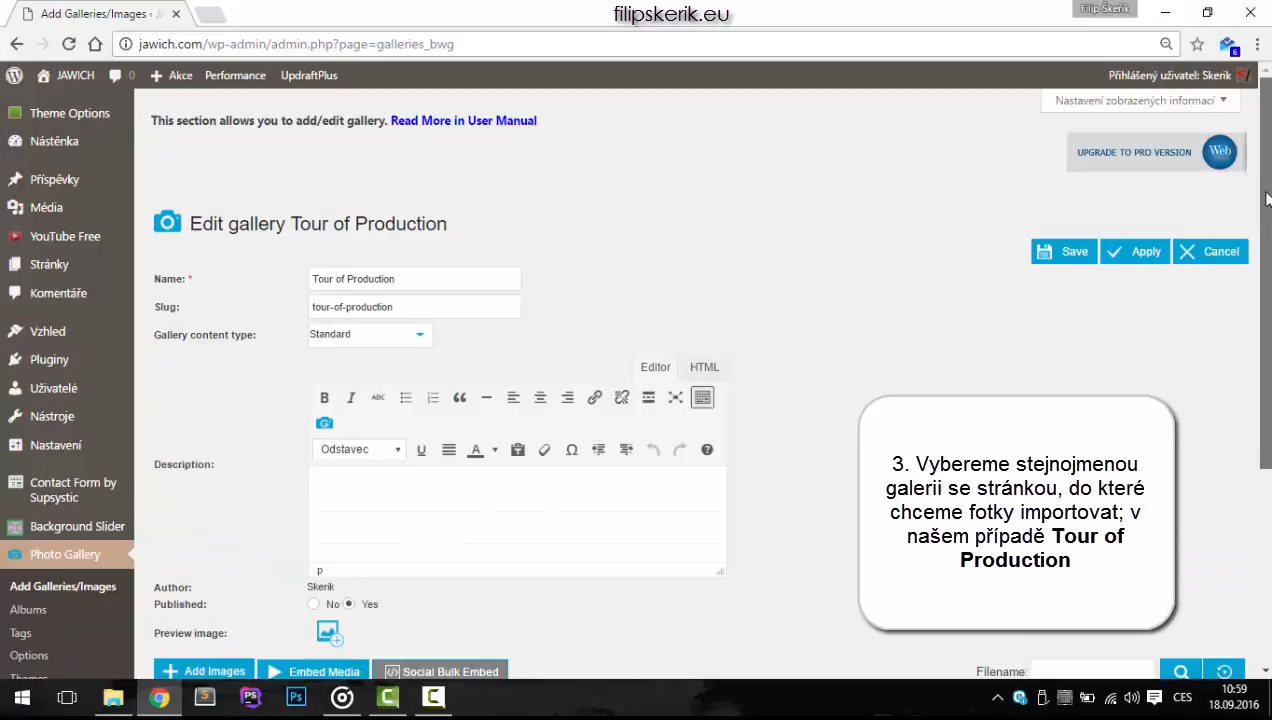 filipskerik.eu
Add Galleries/Images ‹ J
Filip Škeřík
jawich.com/wp-admin/admin.php?page=galleries_bwg
6
JAWICH 0 Akce Performance UpdraftPlus
Přihlášený uživatel: Skerik
Theme Options
Nástěnka
Příspěvky
Média
YouTube Free
Stránky
Komentáře
Vzhled
Pluginy
Uživatelé
Nástroje
Nastavení
Contact Form by
Supsystic
Background Slider
Photo Gallery
Add Galleries/Images
Albums
Tags
Options
Themes
Nastavení zobrazených informací
This section allows you to add/edit gallery. Read More in User Manual
UPGRADE TO PRO VERSION Web
Edit gallery Tour of Production
Save Apply Cancel
Name: * Tour of Production
Slug: tour-of-production
Gallery content type: Standard
Editor HTML
B I ABC
Odstavec U A
Description:
p
Author: Skerik
Published: No Yes
Preview image:
Add Images Embed Media Social Bulk Embed
Filename:
3. Vybereme stejnojmenou
galerii se stránkou, do které
chceme fotky importovat; v
našem případě Tour of
Production
CES
10:59
18.09.2016